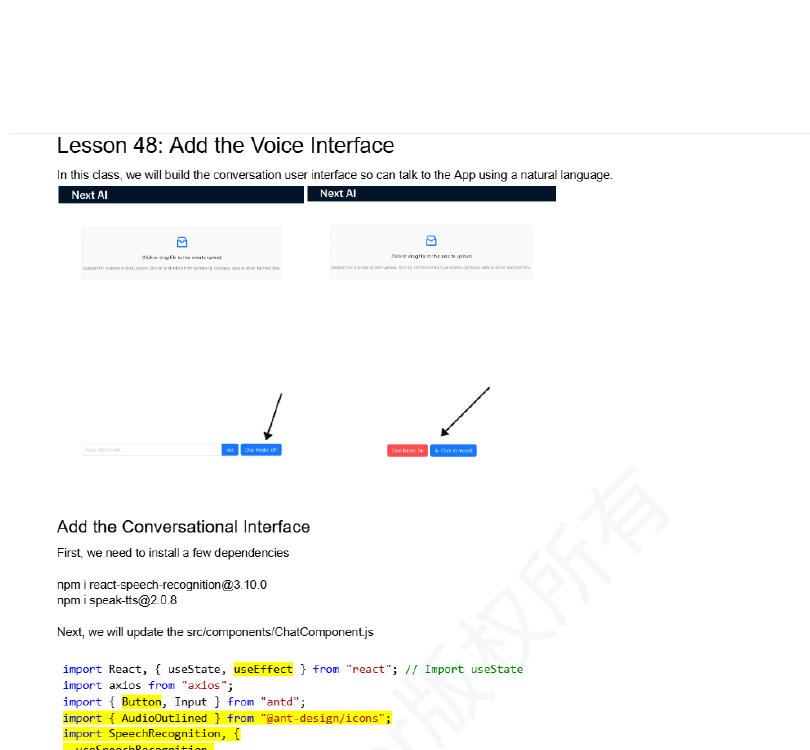 Lesson 48: Add the Voice Interface
In this class, we will build the conversation user interface so can talk to the App using a natural language.
Next AI
Next AI
Click or drag file to the area to upload
Click or drag file to the area to upload
Support for a single or bulk upload. Strictly prohibited from uploading company data or other banned files.
Support for a single or bulk upload. Strictly prohibited from uploading company data or other banned files.
Ask
Chat Mode: Off
Chat Mode: On
Click to record
Add the Conversational Interface
First, we need to install a few dependencies
npm i react-speech-recognition@3.10.0
npm i speak-tts@2.0.8
Next, we will update the src/components/ChatComponent.js
import React, { useState, useEffect } from "react"; // Import useState
import axios from "axios";
import { Button, Input } from "antd";
import { AudioOutlined } from "@ant-design/icons";
import SpeechRecognition, {
useSpeechRecognition,
er版权所有